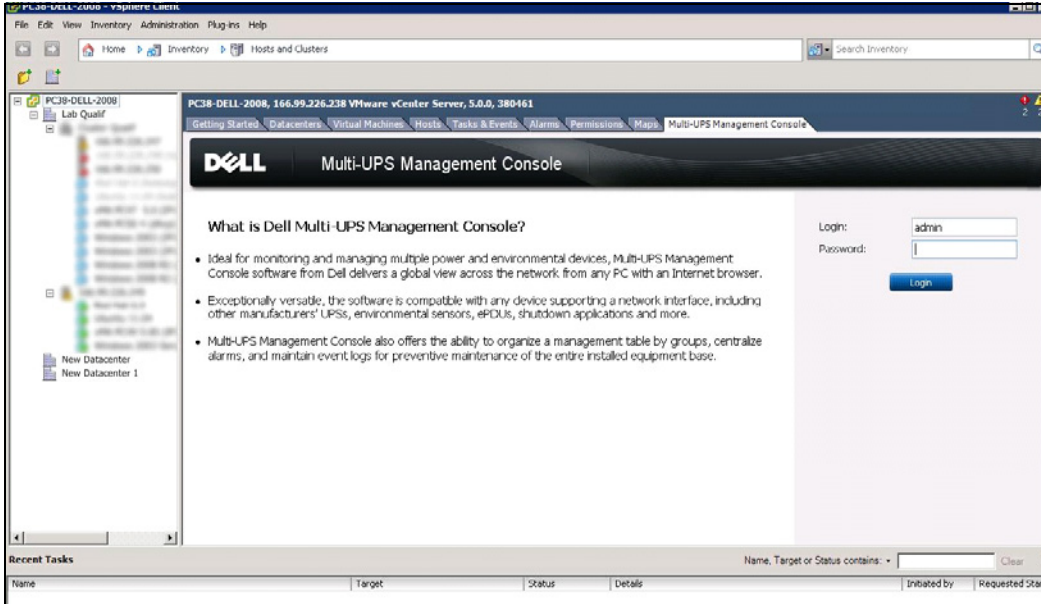 PC38-DELL-2008 - vSphere Client
File Edit View Inventory Administration Plug-ins Help
Home Inventory Hosts and Clusters
Search Inventory
PC38-DELL-2008
Lab Qualif
New Datacenter
New Datacenter 1
PC38-DELL-2008, 166.99.226.238 VMware vCenter Server, 5.0.0, 380461
Getting Started Datacenters Virtual Machines Hosts Tasks & Events Alarms Permissions Maps Multi-UPS Management Console
DELL Multi-UPS Management Console
What is Dell Multi-UPS Management Console?
• Ideal for monitoring and managing multiple power and environmental devices, Multi-UPS Management
Console software from Dell delivers a global view across the network from any PC with an Internet browser.
• Exceptionally versatile, the software is compatible with any device supporting a network interface, including
other manufacturers' UPSs, environmental sensors, ePDUs, shutdown applications and more.
• Multi-UPS Management Console also offers the ability to organize a management table by groups, centralize
alarms, and maintain event logs for preventive maintenance of the entire installed equipment base.
Login: admin
Password:
Login
Recent Tasks
Name, Target or Status contains:
Clear
Name Target Status Details Initiated by Requested Sta